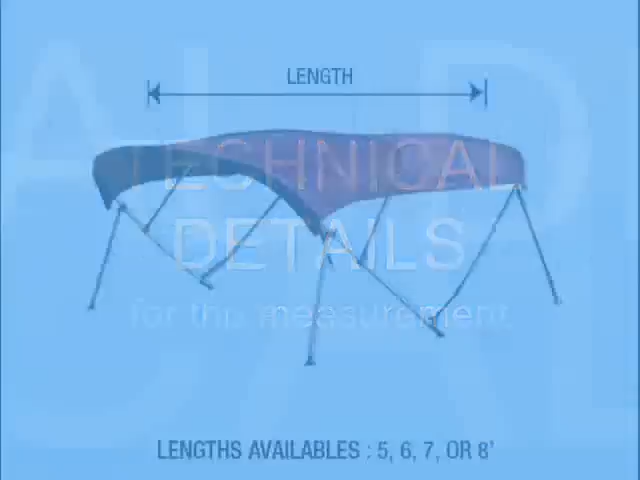 LENGTH
TECHNICAL
DETAILS
for this measurement
LENGTHS AVAILABLES : 5, 6, 7, OR 8'